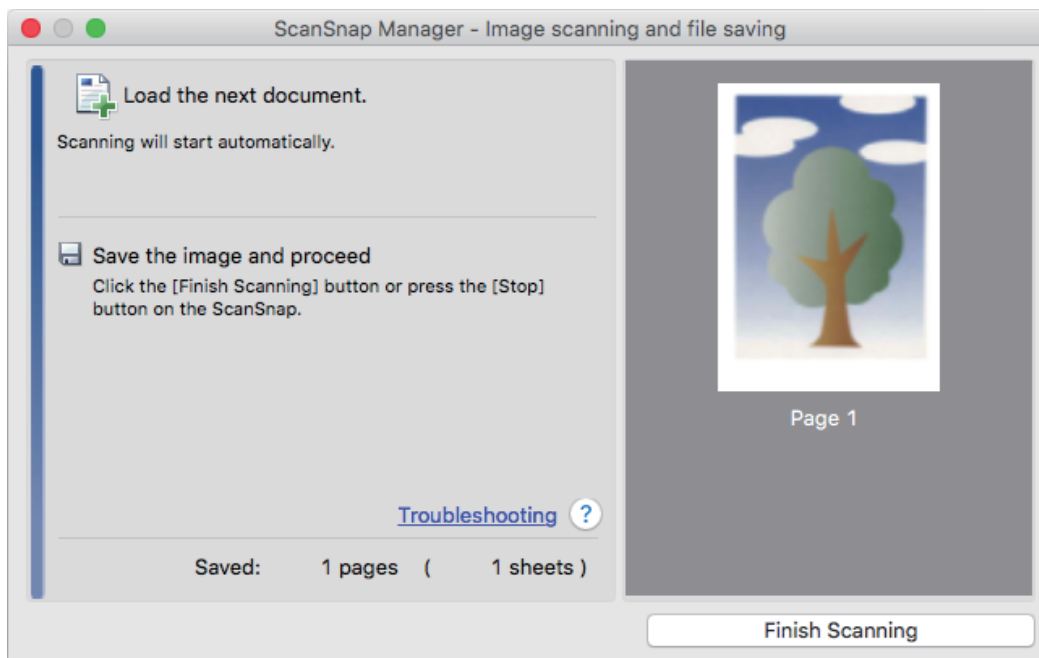 ScanSnap Manager - Image scanning and file saving
Load the next document.
Scanning will start automatically.
Save the image and proceed
Click the [Finish Scanning] button or press the [Stop]
button on the ScanSnap.
Troubleshooting ?
Saved: 1 pages ( 1 sheets )
Page 1
Finish Scanning